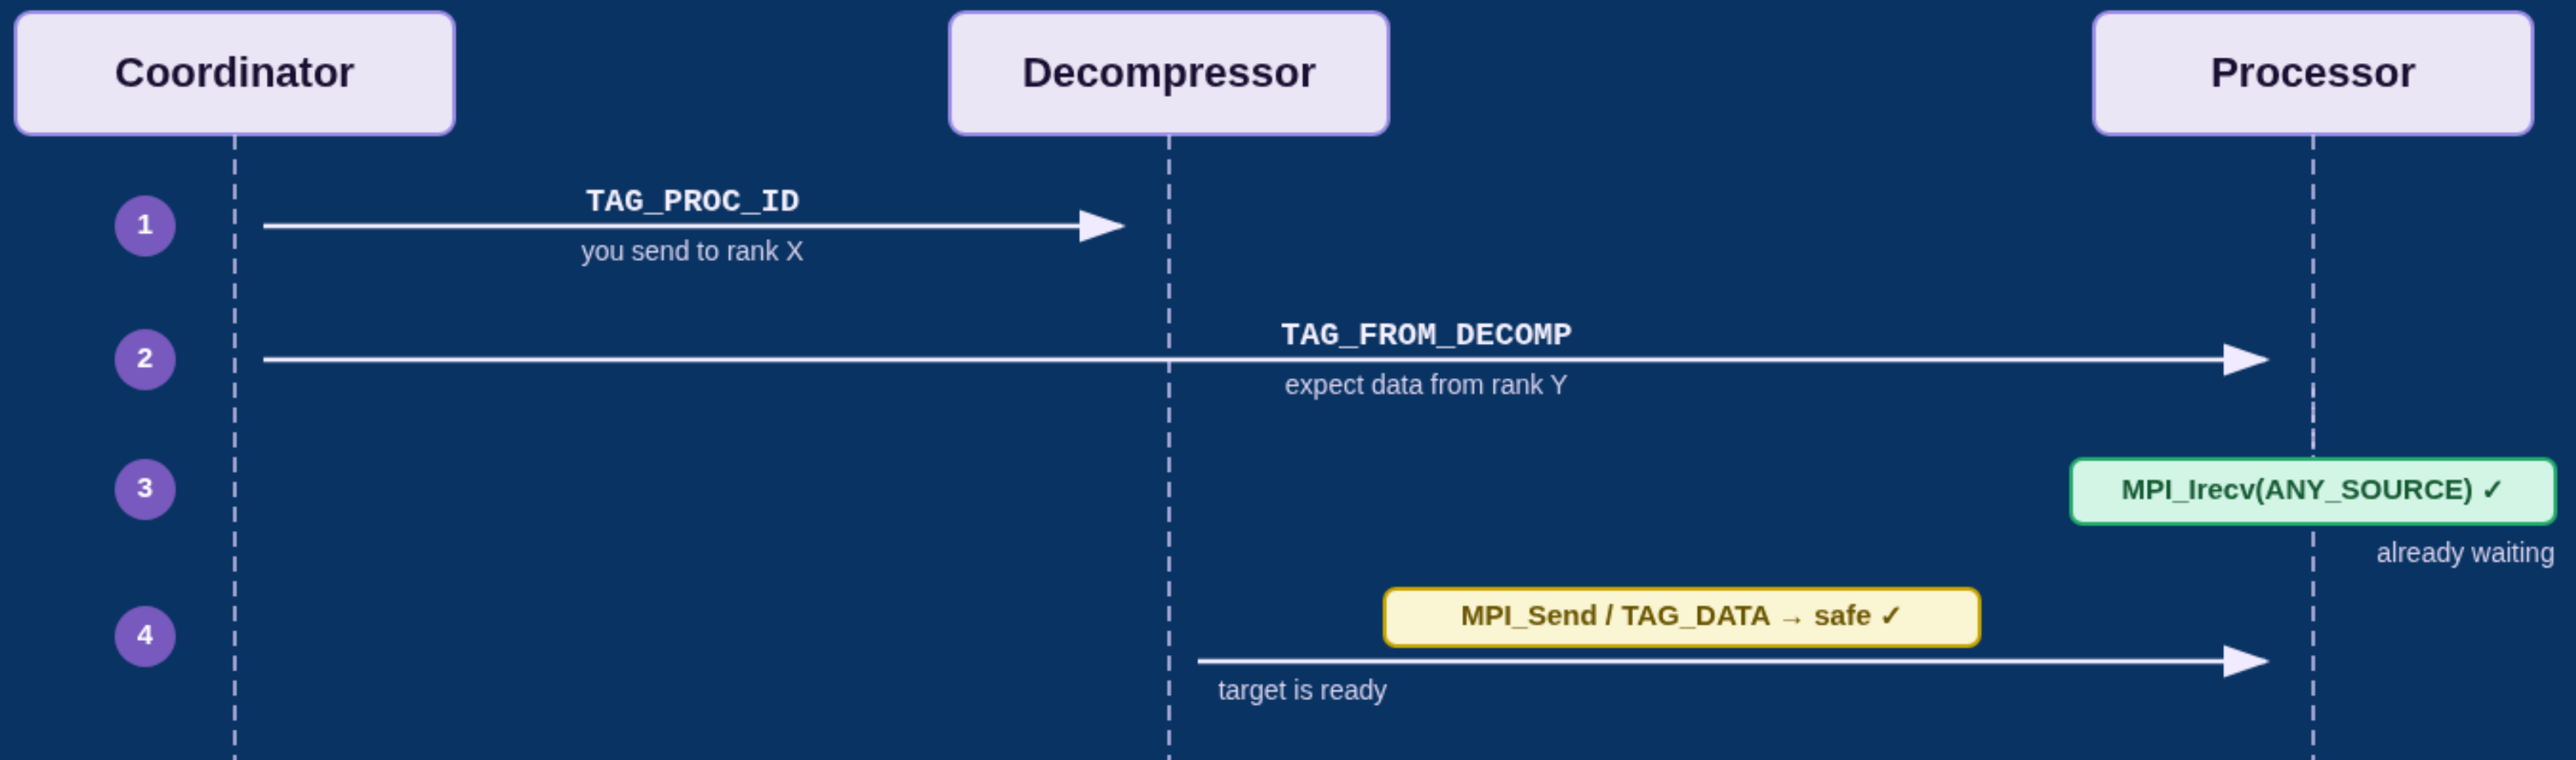 Coordinator
Decompressor
Processor
1
TAG_PROC_ID
you send to rank X
2
TAG_FROM_DECOMP
expect data from rank Y
3
MPI_Irecv(ANY_SOURCE) ✓
already waiting
4
MPI_Send / TAG_DATA → safe ✓
target is ready